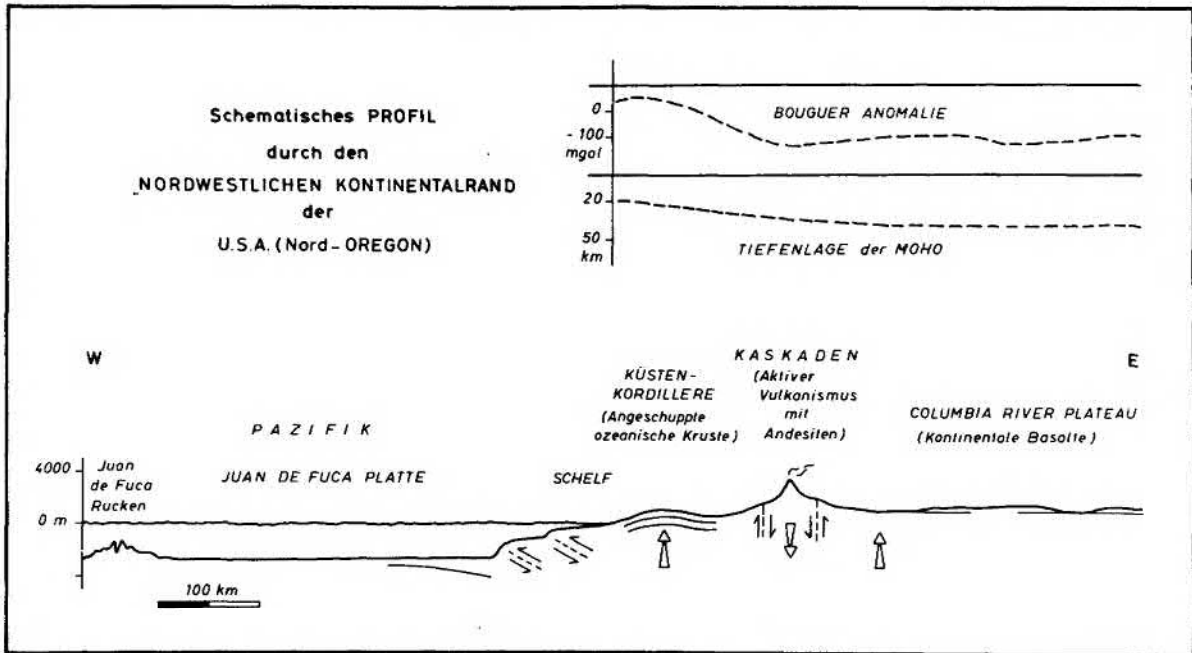 Schematisches PROFIL
durch den
NORDWESTLICHEN KONTINENTALRAND
der
U.S.A. (Nord-OREGON)
0
- 100
mgal
BOUGUER ANOMALIE
20
50
km
TIEFENLAGE der MOHO
W
E
PAZIFIK
JUAN DE FUCA PLATTE
SCHELF
KÜSTEN-
KORDILLERE
(Angeschuppte
ozeanische Kruste)
KASKADEN
(Aktiver
Vulkanismus
mit
Andesiten)
COLUMBIA RIVER PLATEAU
(Kontinentale Basalte)
4000
0 m
Juan
de Fuca
Rucken
100 km